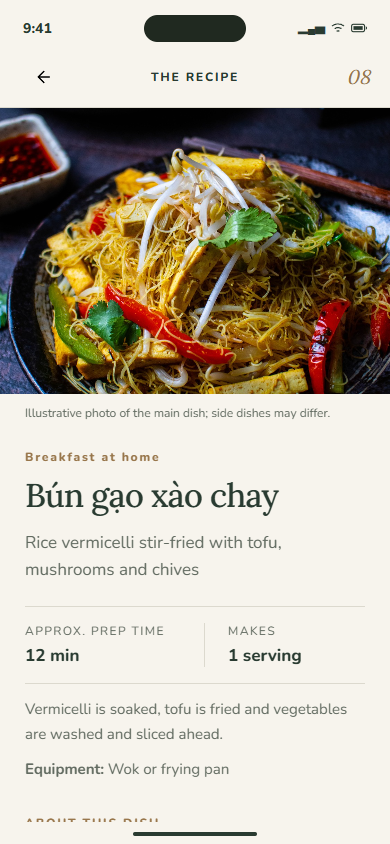 9:41
THE RECIPE
08
Illustrative photo of the main dish; side dishes may differ.
Breakfast at home
Bún gạo xào chay
Rice vermicelli stir-fried with tofu,
mushrooms and chives
APPROX. PREP TIME
12 min
MAKES
1 serving
Vermicelli is soaked, tofu is fried and vegetables
are washed and sliced ahead.
Equipment: Wok or frying pan
ABOUT THIS DISH